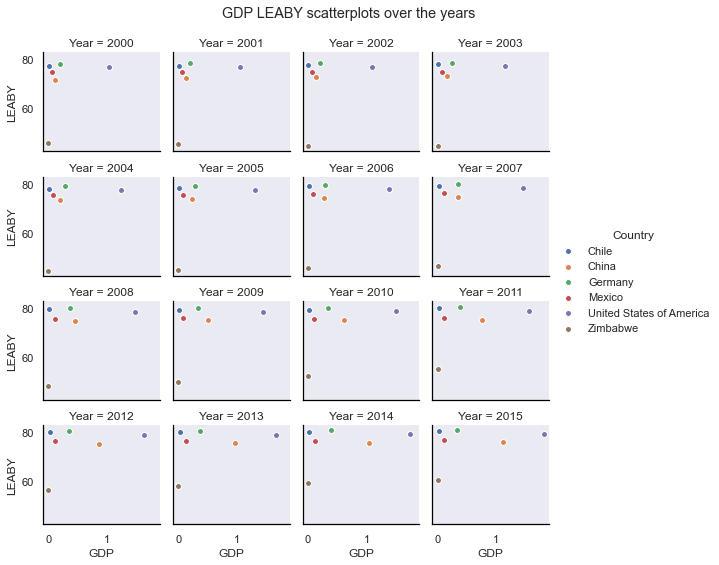 GDP LEABY scatterplots over the years
Year = 2000 Year = 2001 Year = 2002 Year = 2003
80
60
LEABY
Year = 2004 Year = 2005 Year = 2006 Year = 2007
80
60
LEABY
Country
Chile
China
Germany
Mexico
United States of America
Zimbabwe
Year = 2008 Year = 2009 Year = 2010 Year = 2011
80
60
LEABY
Year = 2012 Year = 2013 Year = 2014 Year = 2015
80
60
LEABY
0 1 0 1 0 1 0 1
GDP GDP GDP GDP